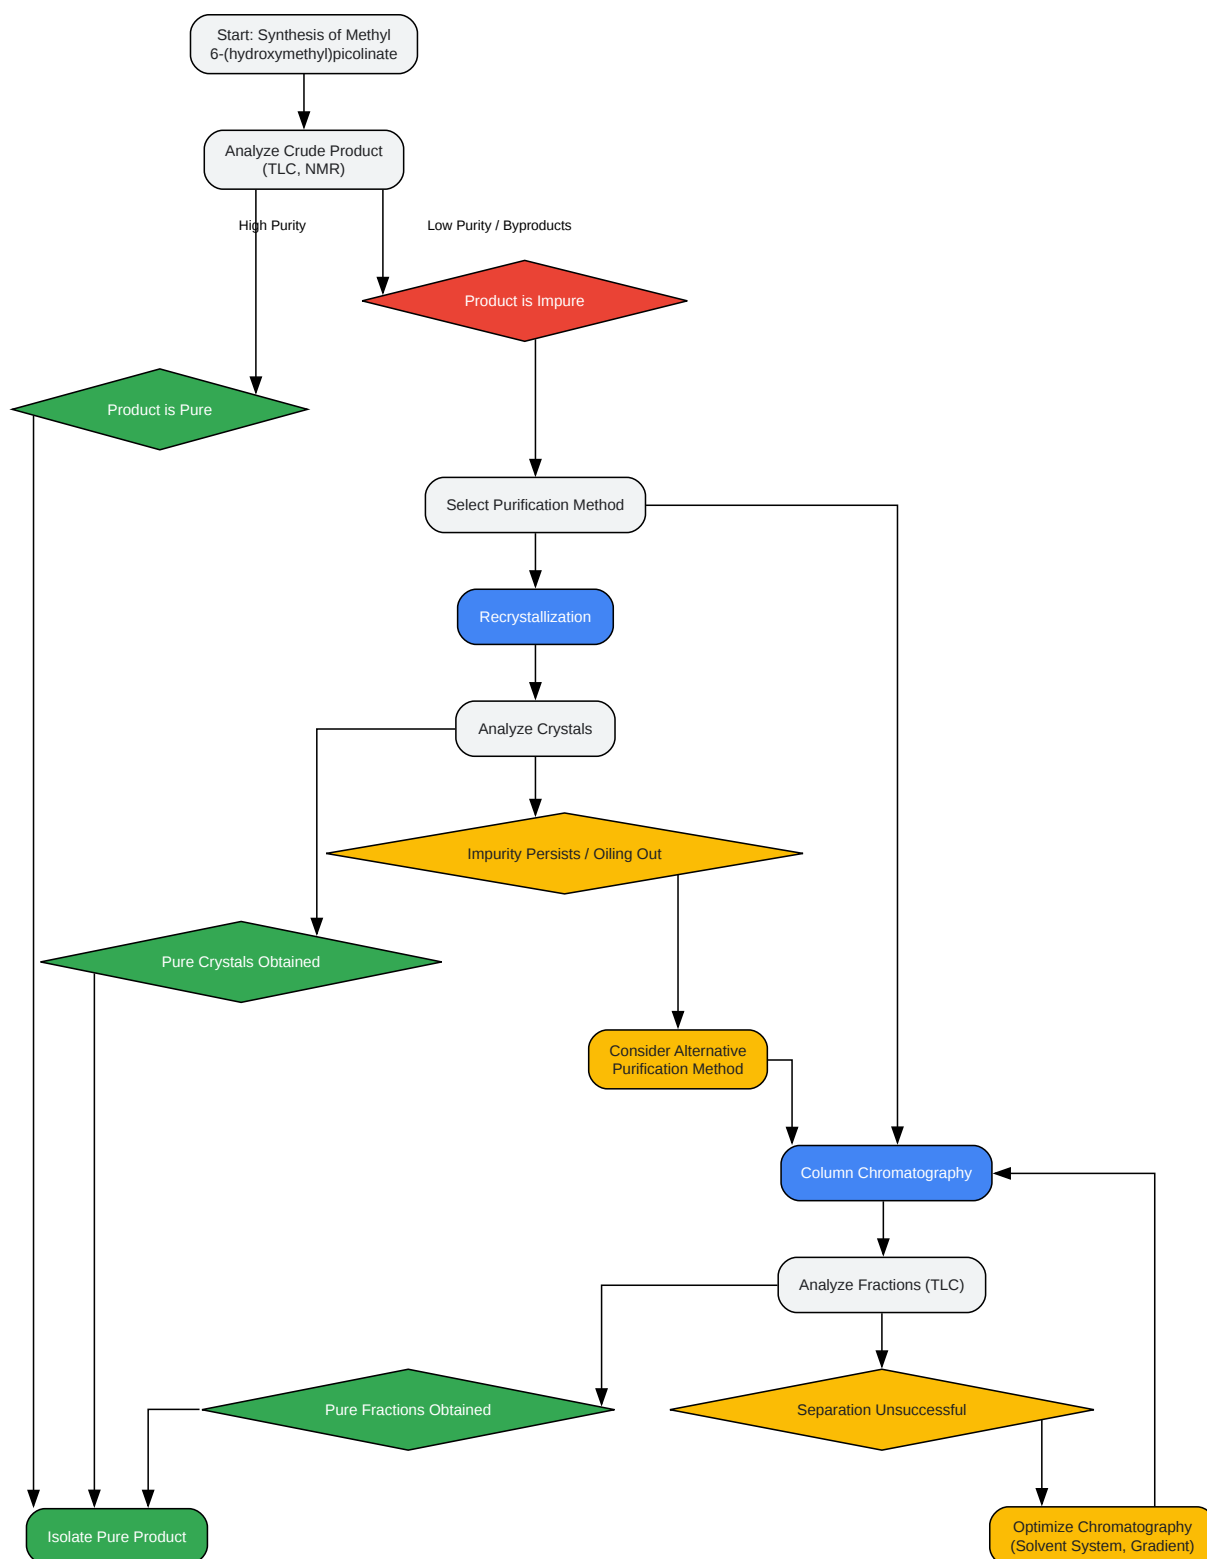 Start: Synthesis of Methyl
6-(hydroxymethyl)picolinate
Analyze Crude Product
(TLC, NMR)
High Purity
Low Purity / Byproducts
Product is Impure
Product is Pure
Select Purification Method
Recrystallization
Analyze Crystals
Impurity Persists / Oiling Out
Pure Crystals Obtained
Consider Alternative
Purification Method
Column Chromatography
Analyze Fractions (TLC)
Pure Fractions Obtained
Separation Unsuccessful
Isolate Pure Product
Optimize Chromatography
(Solvent System, Gradient)